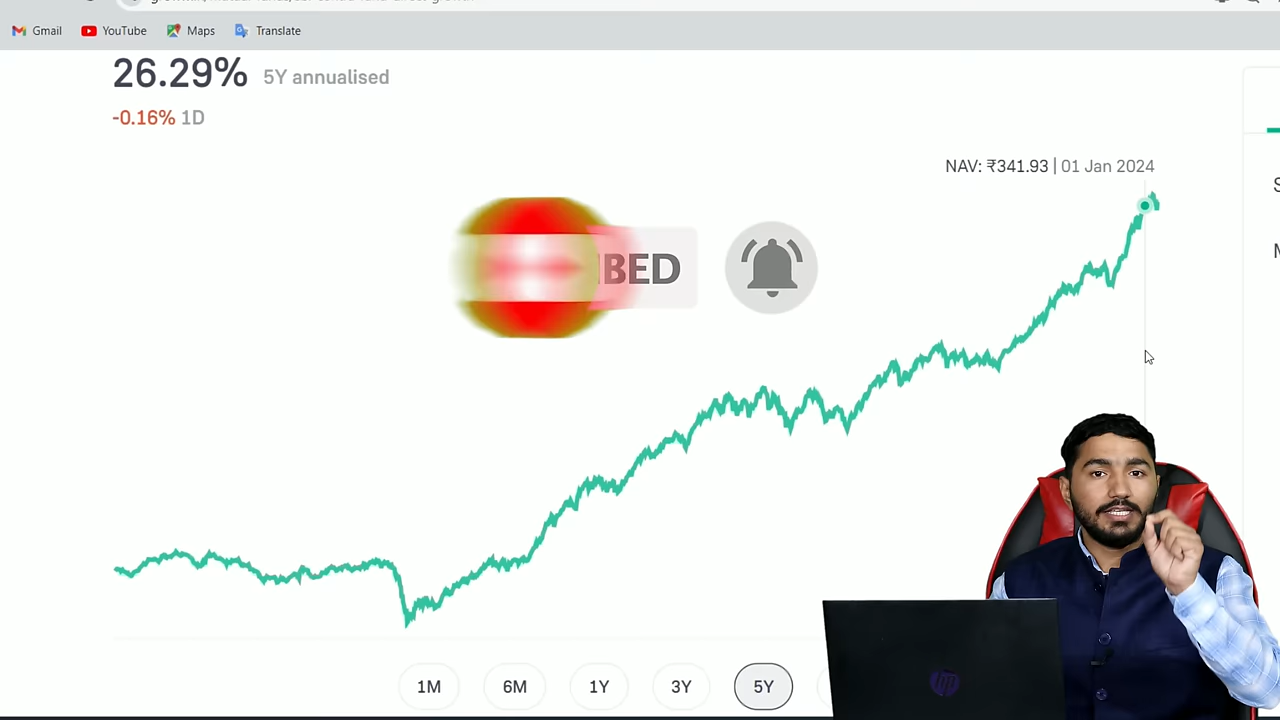 Gmail YouTube Maps Translate
26.29% 5Y annualised
-0.16% 1D
NAV: ₹341.93 | 01 Jan 2024
BED
1M 6M 1Y 3Y 5Y
hp